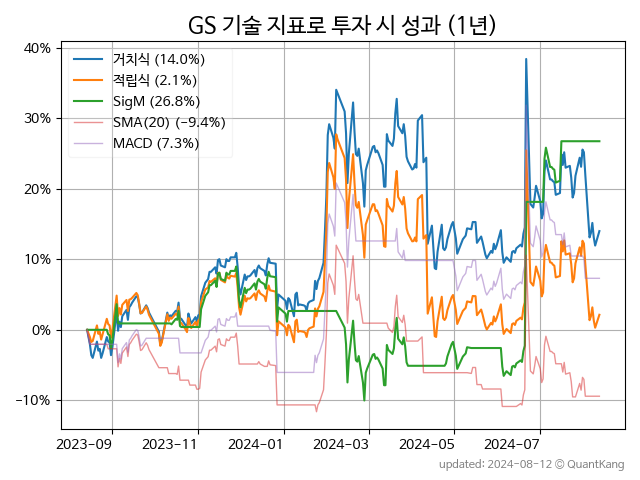 GS 기술 지표로 투자 시 성과 (1년)
40%
30%
20%
10%
0%
−10%
거치식 (14.0%)
적립식 (2.1%)
SigM (26.8%)
SMA(20) (−9.4%)
MACD (7.3%)
2023-09 2023-11 2024-01 2024-03 2024-05 2024-07
updated: 2024-08-12 © QuantKang